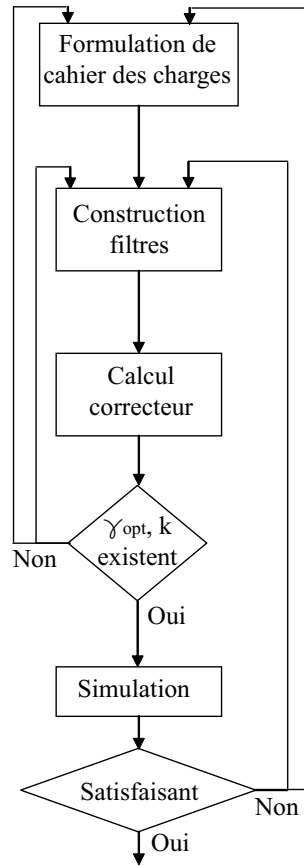 Formulation de
cahier des charges
Construction
filtres
Calcul
correcteur
γopt, k
existent
Non
Oui
Simulation
Satisfaisant
Non
Oui